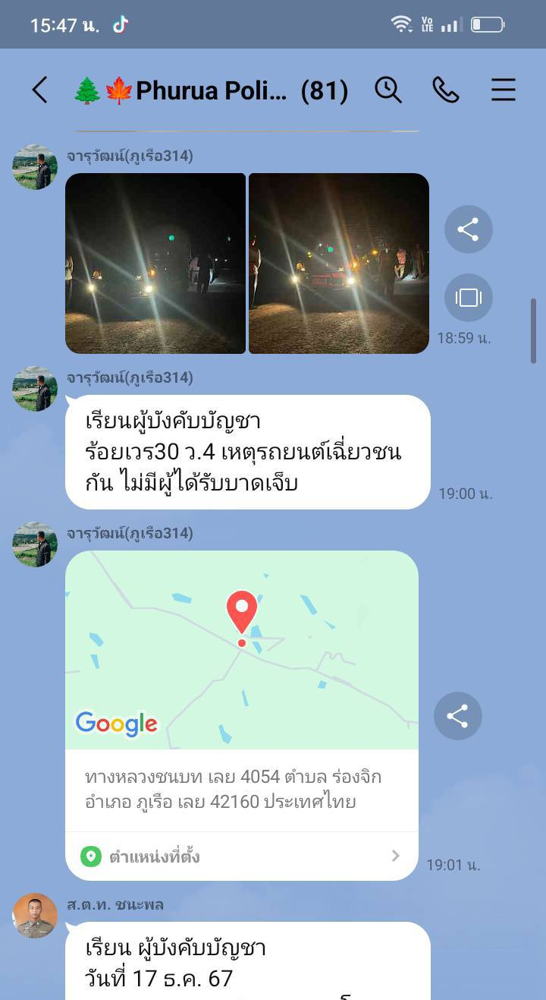 15:47 น.
Vo LTE
Phurua Poli... (81)
จารุวัฒน์(ภูเรือ314)
18:59 น.
จารุวัฒน์(ภูเรือ314)
เรียนผู้บังคับบัญชา
ร้อยเวร30 ว.4 เหตุรถยนต์เฉี่ยวชน
กัน ไม่มีผู้ได้รับบาดเจ็บ
19:00 น.
จารุวัฒน์(ภูเรือ314)
Google
ทางหลวงชนบท เลย 4054 ตำบล ร่องจิก
อำเภอ ภูเรือ เลย 42160 ประเทศไทย
ตำแหน่งที่ตั้ง
19:01 น.
ส.ต.ท. ชนะพล
เรียน ผู้บังคับบัญชา
วันที่ 17 ธ.ค. 67